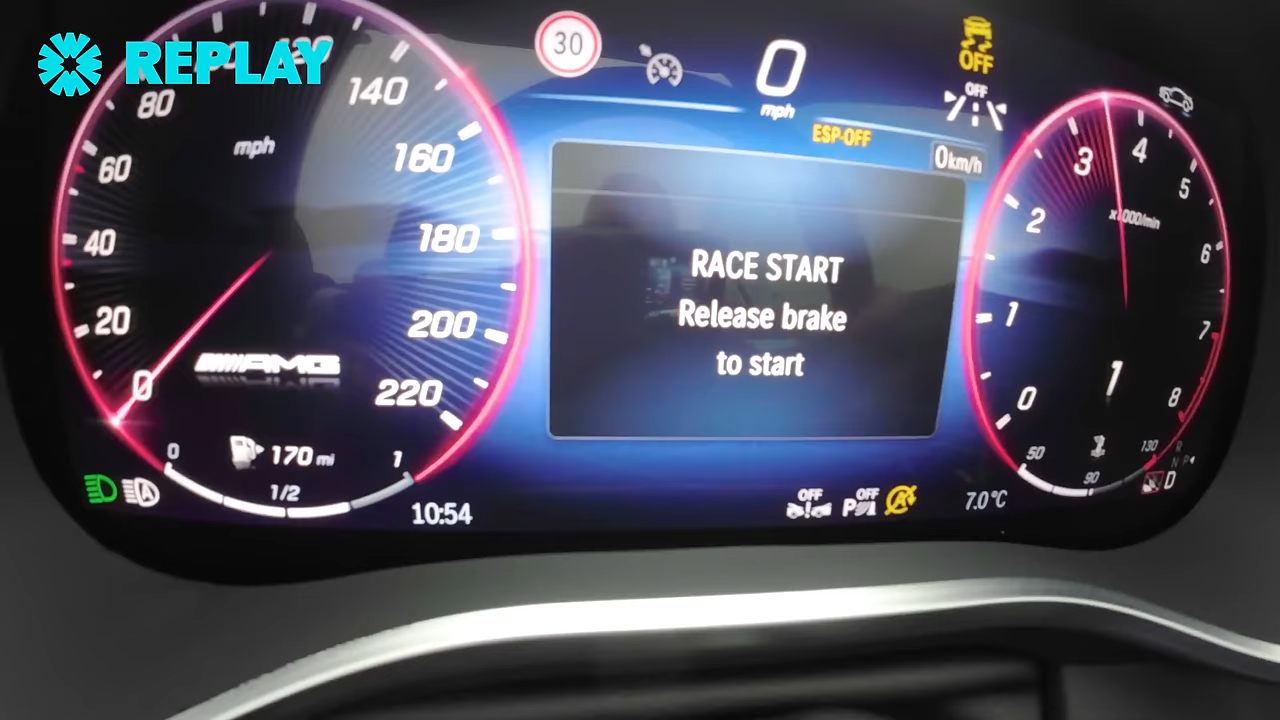 REPLAY
80
120
140
160
180
200
220
60
40
20
0
mph
AMG
170 mi
0
1/2
1
10:54
30
0
mph
OFF
OFF
ESP-OFF
0km/h
RACE START
Release brake
to start
OFF
P OFF
A
7.0°C
0
1
2
3
4
5
6
7
8
x1000/min
1
50
90
130
R
N P
D